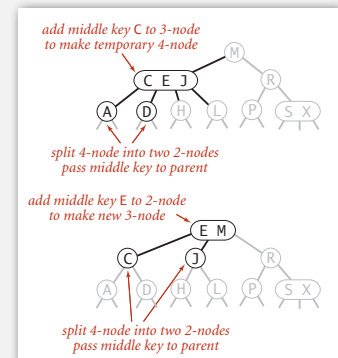 add middle key C to 3-node
to make temporary 4-node
M
C E J
R
A D H L P S X
split 4-node into two 2-nodes
pass middle key to parent
add middle key E to 2-node
to make new 3-node
E M
C J R
A D H L P S X
split 4-node into two 2-nodes
pass middle key to parent